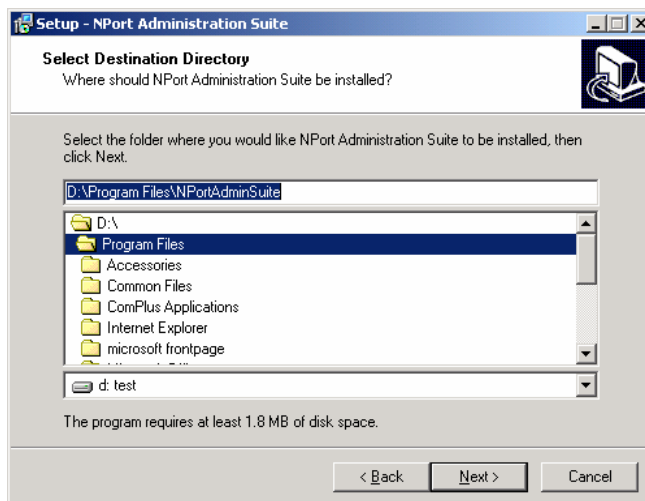 Setup - NPort Administration Suite
Select Destination Directory
Where should NPort Administration Suite be installed?
Select the folder where you would like NPort Administration Suite to be installed, then
click Next.
D:\Program Files\NPortAdminSuite
D:\
Program Files
Accessories
Common Files
ComPlus Applications
Internet Explorer
microsoft frontpage
d: test
The program requires at least 1.8 MB of disk space.
< Back
Next >
Cancel